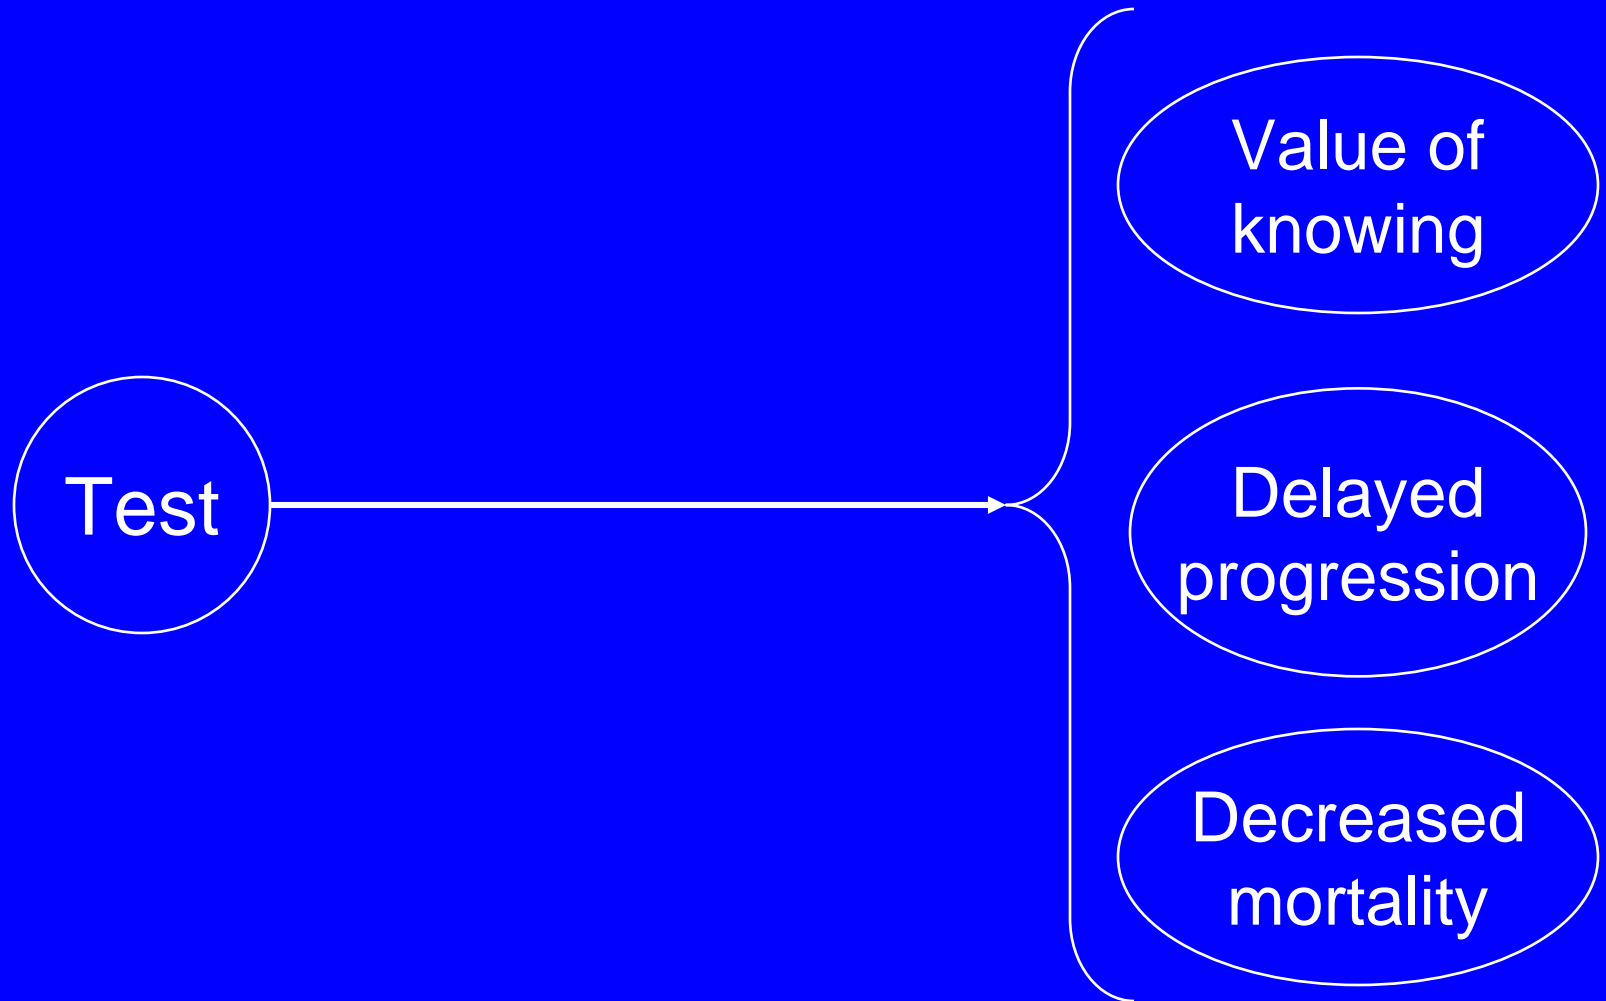 Value of
knowing
Test
Delayed
progression
Decreased
mortality